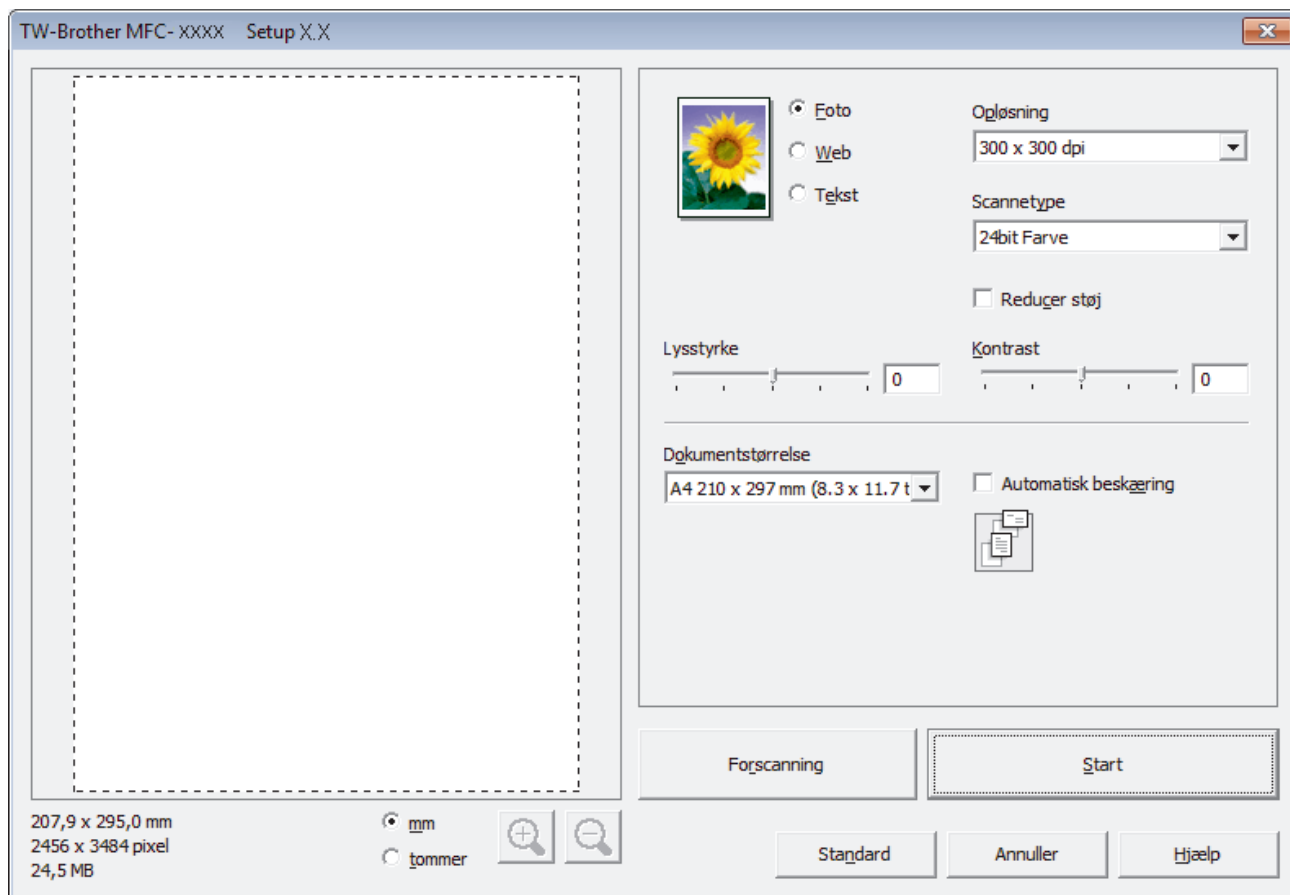 TW-Brother MFC- XXXX Setup X.X
Foto
Web
Tekst
Opløsning
300 x 300 dpi
Scannetype
24bit Farve
Reducer støj
Lysstyrke
0
Kontrast
0
Dokumentstørrelse
A4 210 x 297 mm (8.3 x 11.7 t
Automatisk beskæring
Forscanning
Start
207,9 x 295,0 mm
2456 x 3484 pixel
24,5 MB
mm
tommer
Standard
Annuller
Hjælp